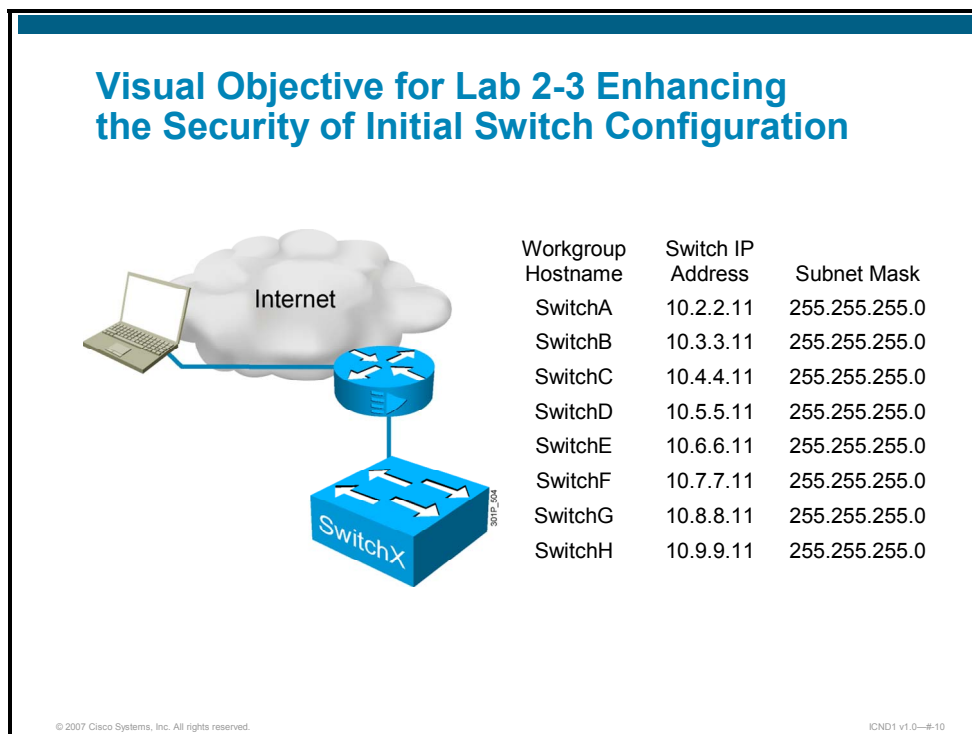 Visual Objective for Lab 2-3 Enhancing
the Security of Initial Switch Configuration
Internet
SwitchX
301P_504
Workgroup Hostname Switch IP Address Subnet Mask
SwitchA 10.2.2.11 255.255.255.0
SwitchB 10.3.3.11 255.255.255.0
SwitchC 10.4.4.11 255.255.255.0
SwitchD 10.5.5.11 255.255.255.0
SwitchE 10.6.6.11 255.255.255.0
SwitchF 10.7.7.11 255.255.255.0
SwitchG 10.8.8.11 255.255.255.0
SwitchH 10.9.9.11 255.255.255.0
© 2007 Cisco Systems, Inc. All rights reserved.
ICND1 v1.0—#-10